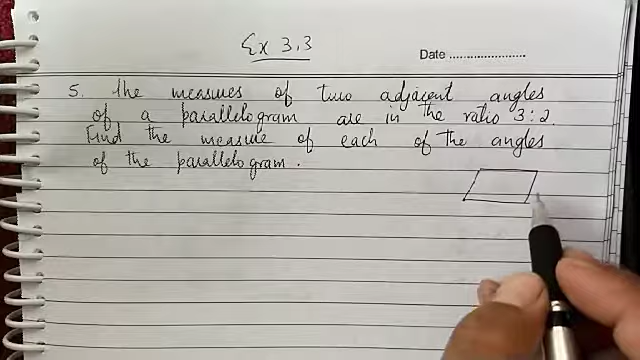 Ex 3.3
Date ........................
5. The measures of two adjacent angles
of a parallelogram are in the ratio 3:2.
Find the measure of each of the angles
of the parallelogram.